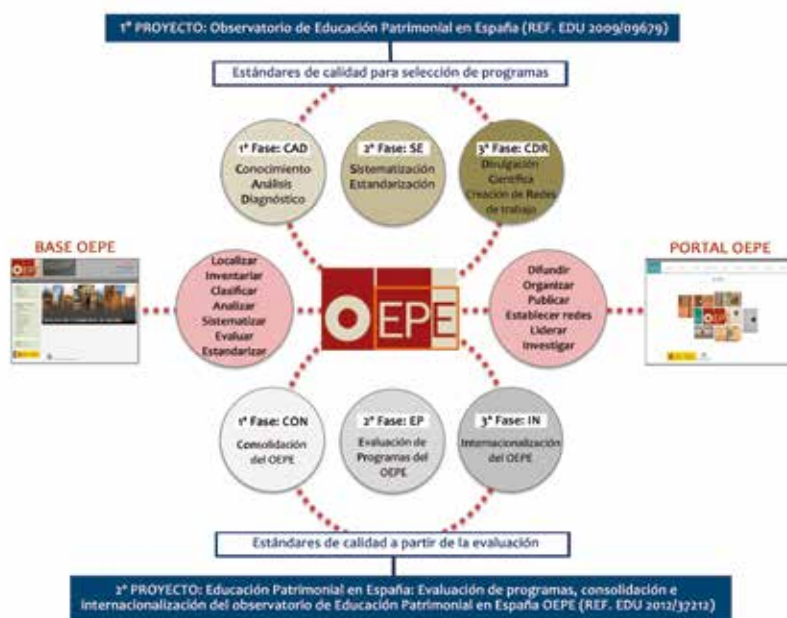 1ª PROYECTO: Observatorio de Educación Patrimonial en España (REF. EDU 2009/09679)
Estándares de calidad para selección de programas
1ª Fase: CAD
Conocimiento
Análisis
Diagnóstico
2ª Fase: SE
Sistematización
Estandarización
3ª Fase: CDR
Divulgación
Científica
Creación de Redes
de trabajo
BASE OEPE
Localizar
Inventariar
Clasificar
Analizar
Sistematizar
Evaluar
Estandarizar
OEPE
Difundir
Organizar
Publicar
Establecer redes
Liderar
Investigar
PORTAL OEPE
1ª Fase: CON
Consolidación
del OEPE
2ª Fase: EP
Evaluación de
Programas del
OEPE
3ª Fase: IN
Internacionalización
del OEPE
Estándares de calidad a partir de la evaluación
2ª PROYECTO: Educación Patrimonial en España: Evaluación de programas, consolidación e
internacionalización del observatorio de Educación Patrimonial en España OEPE (REF. EDU 2012/37212)